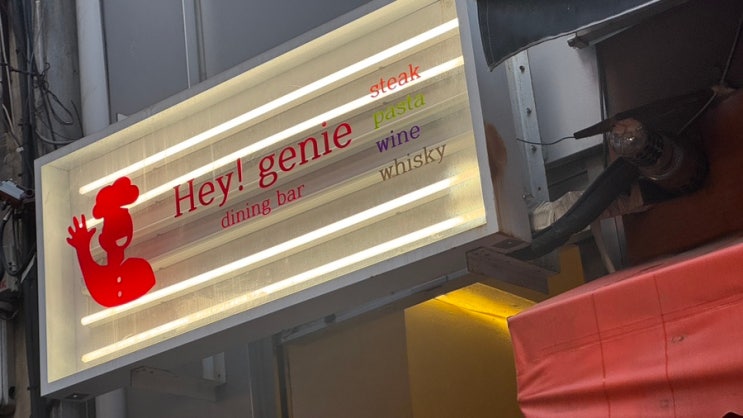 Hey! genie
dining bar
steak
pasta
wine
whisky